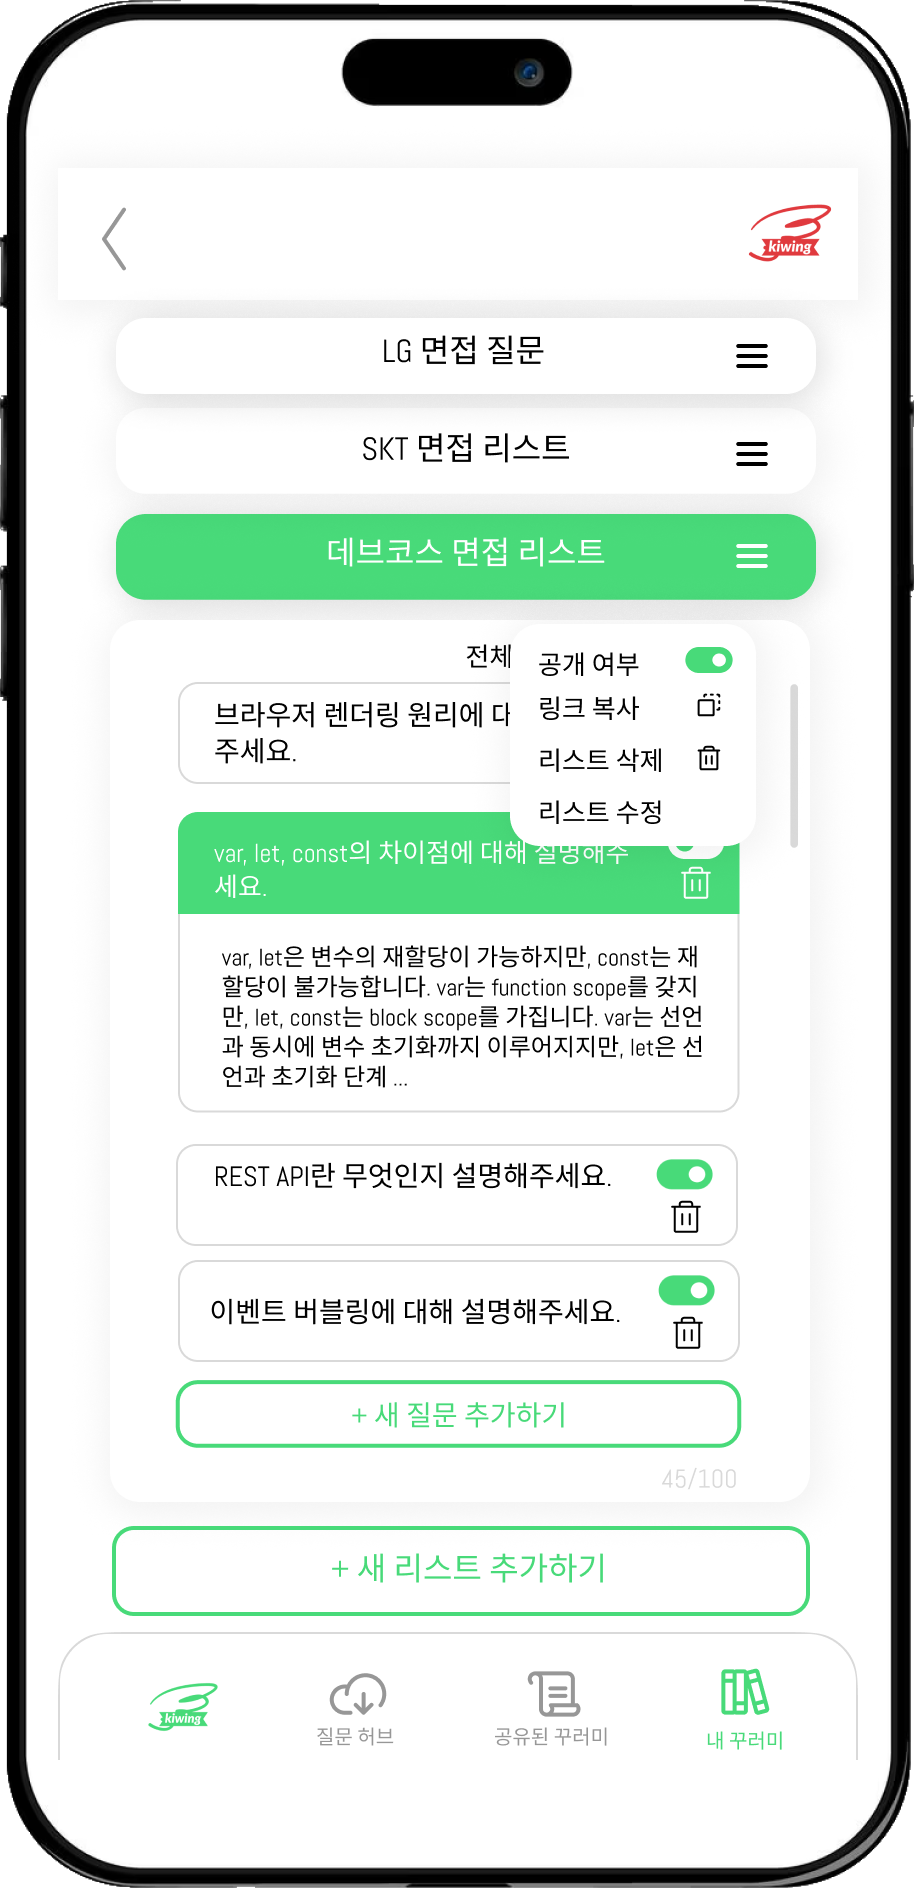 kiwing
LG 면접 질문
SKT 면접 리스트
데브코스 면접 리스트
전체
공개 여부
링크 복사
리스트 삭제
리스트 수정
브라우저 렌더링 원리에 대
주세요.
var, let, const의 차이점에 대해 설명해주
세요.
var, let은 변수의 재할당이 가능하지만, const는 재
할당이 불가능합니다. var는 function scope를 갖지
만, let, const는 block scope를 가집니다. var는 선언
과 동시에 변수 초기화까지 이루어지지만, let은 선
언과 초기화 단계 ...
REST API란 무엇인지 설명해주세요.
이벤트 버블링에 대해 설명해주세요.
+ 새 질문 추가하기
45/100
+ 새 리스트 추가하기
kiwing
질문 허브
공유된 꾸러미
내 꾸러미